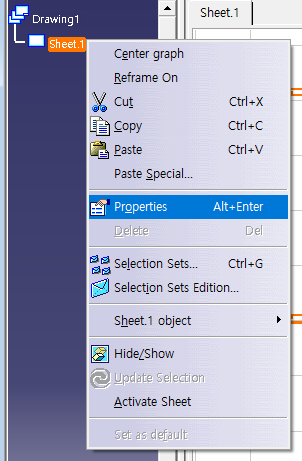 Drawing1
Sheet.1
Sheet.1
Center graph
Reframe On
Cut Ctrl+X
Copy Ctrl+C
Paste Ctrl+V
Paste Special...
Properties Alt+Enter
Delete Del
Selection Sets... Ctrl+G
Selection Sets Edition...
Sheet.1 object
Hide/Show
Update Selection
Activate Sheet
Set as default